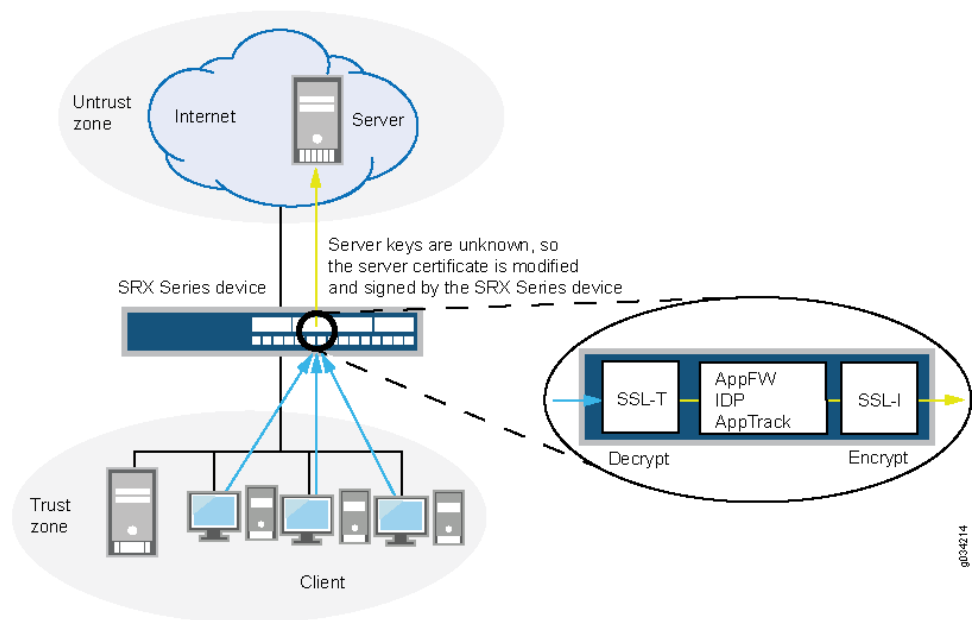 Untrust
zone
Internet
Server
Server keys are unknown, so
the server certificate is modified
and signed by the SRX Series device
SRX Series device
SSL-T
AppFW
IDP
AppTrack
SSL-I
Decrypt
Encrypt
Trust
zone
Client
g034214